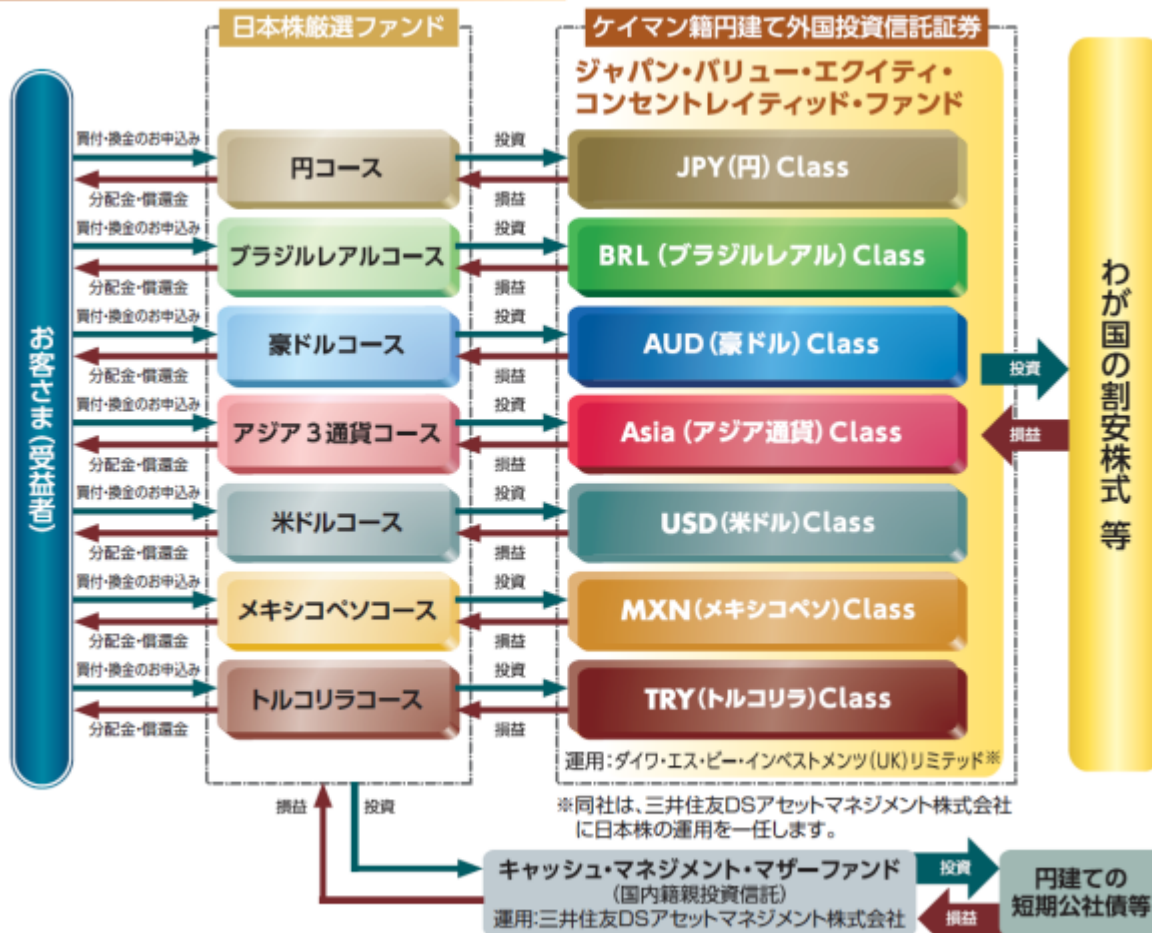 日本株厳選ファンド
ケイマン籍円建て外国投資信託証券
ジャパン・バリュー・エクイティ・
コンセントレイティッド・ファンド
お客さま(受益者)
買付・換金のお申込み
分配金・償還金
円コース
投資
損益
JPY(円)Class
買付・換金のお申込み
分配金・償還金
ブラジルレアルコース
投資
損益
BRL(ブラジルレアル)Class
買付・換金のお申込み
分配金・償還金
豪ドルコース
投資
損益
AUD(豪ドル)Class
買付・換金のお申込み
分配金・償還金
アジア3通貨コース
投資
損益
Asia(アジア通貨)Class
買付・換金のお申込み
分配金・償還金
米ドルコース
投資
損益
USD(米ドル)Class
買付・換金のお申込み
分配金・償還金
メキシコペソコース
投資
損益
MXN(メキシコペソ)Class
買付・換金のお申込み
分配金・償還金
トルコリラコース
投資
損益
TRY(トルコリラ)Class
運用:ダイワ・エス・ビー・インベストメンツ(UK)リミテッド※
投資
損益
わが国の割安株式 等
※同社は、三井住友DSアセットマネジメント株式会社
に日本株の運用を一任します。
損益
投資
キャッシュ・マネジメント・マザーファンド
(国内籍親投資信託)
運用:三井住友DSアセットマネジメント株式会社
投資
損益
円建ての
短期公社債等